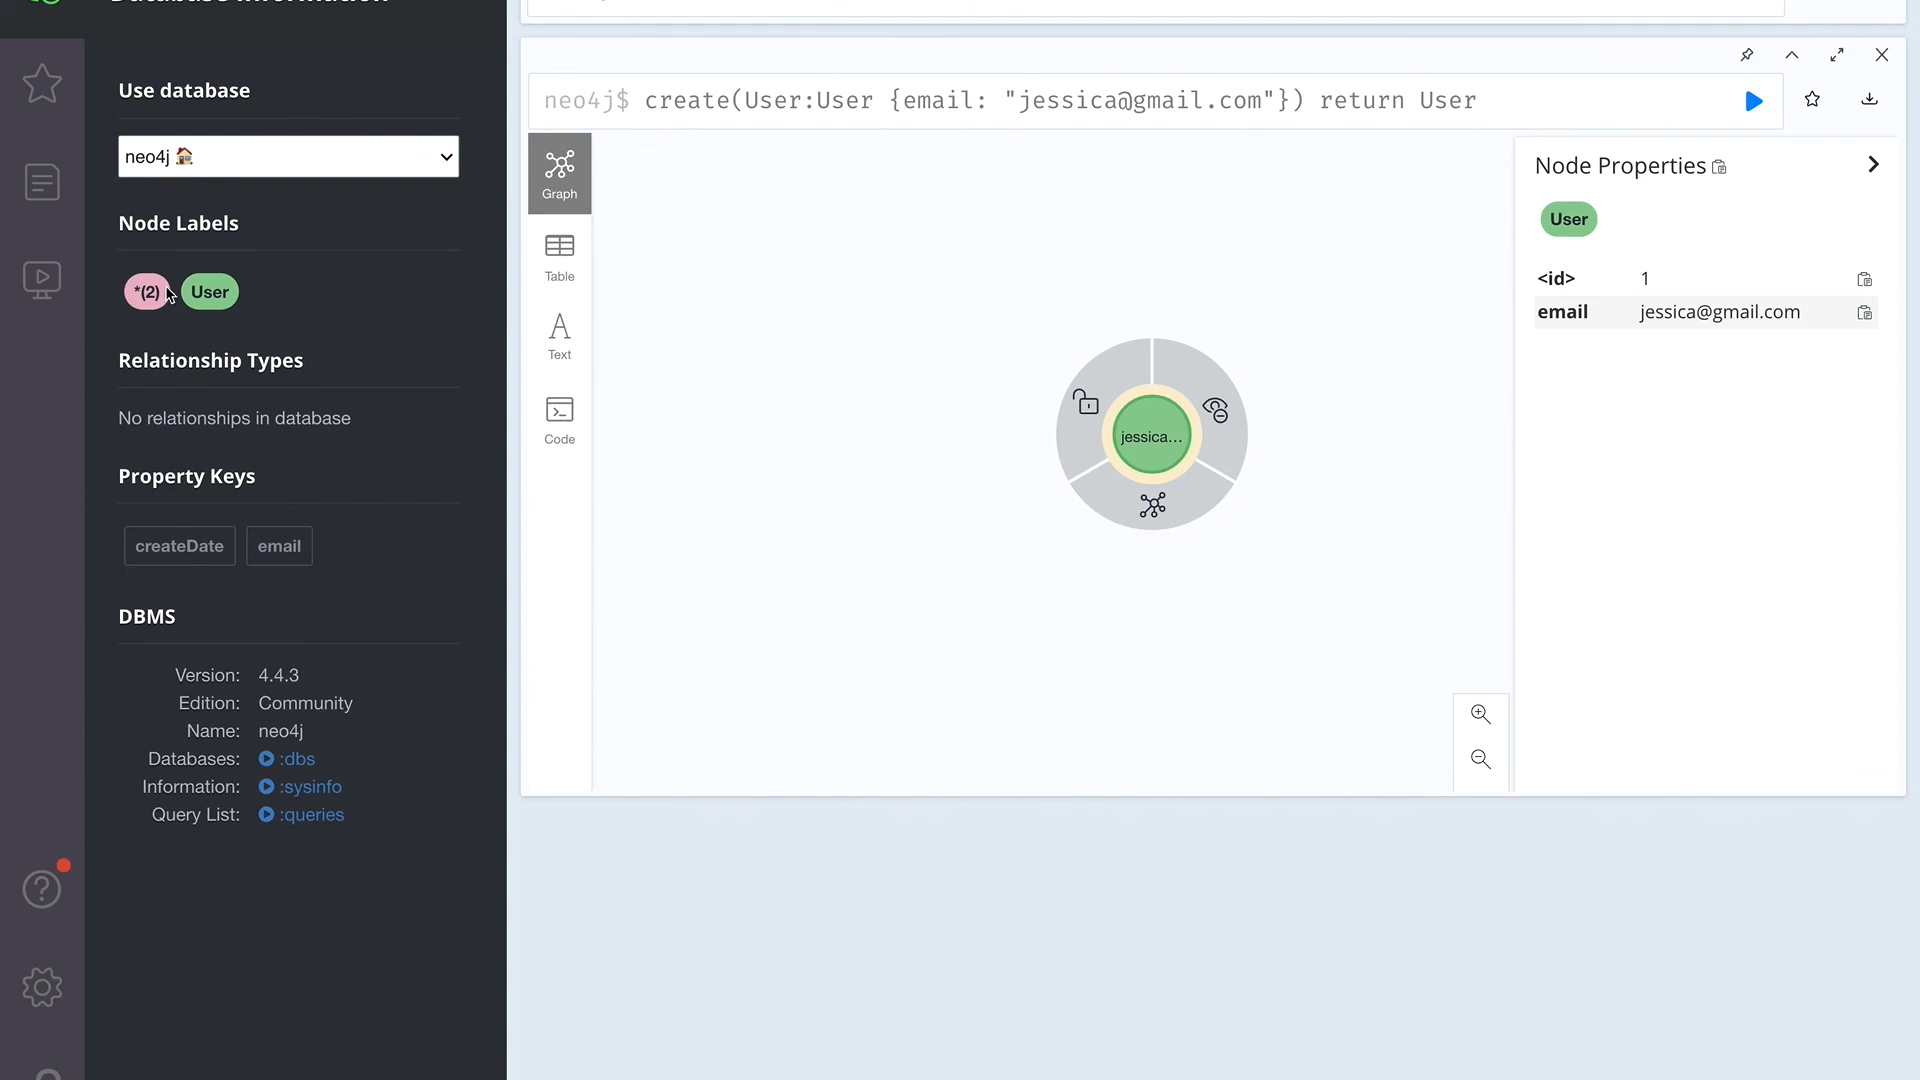 Database Information
Use database
neo4j
Node Labels
*(2)
User
Relationship Types
No relationships in database
Property Keys
createDate
email
DBMS
Version: 4.4.3
Edition: Community
Name: neo4j
Databases: :dbs
Information: :sysinfo
Query List: :queries
neo4j$ create(User:User {email: "jessica@gmail.com"}) return User
Graph
Table
Text
Code
jessica...
Node Properties
User
<id> 1
email jessica@gmail.com